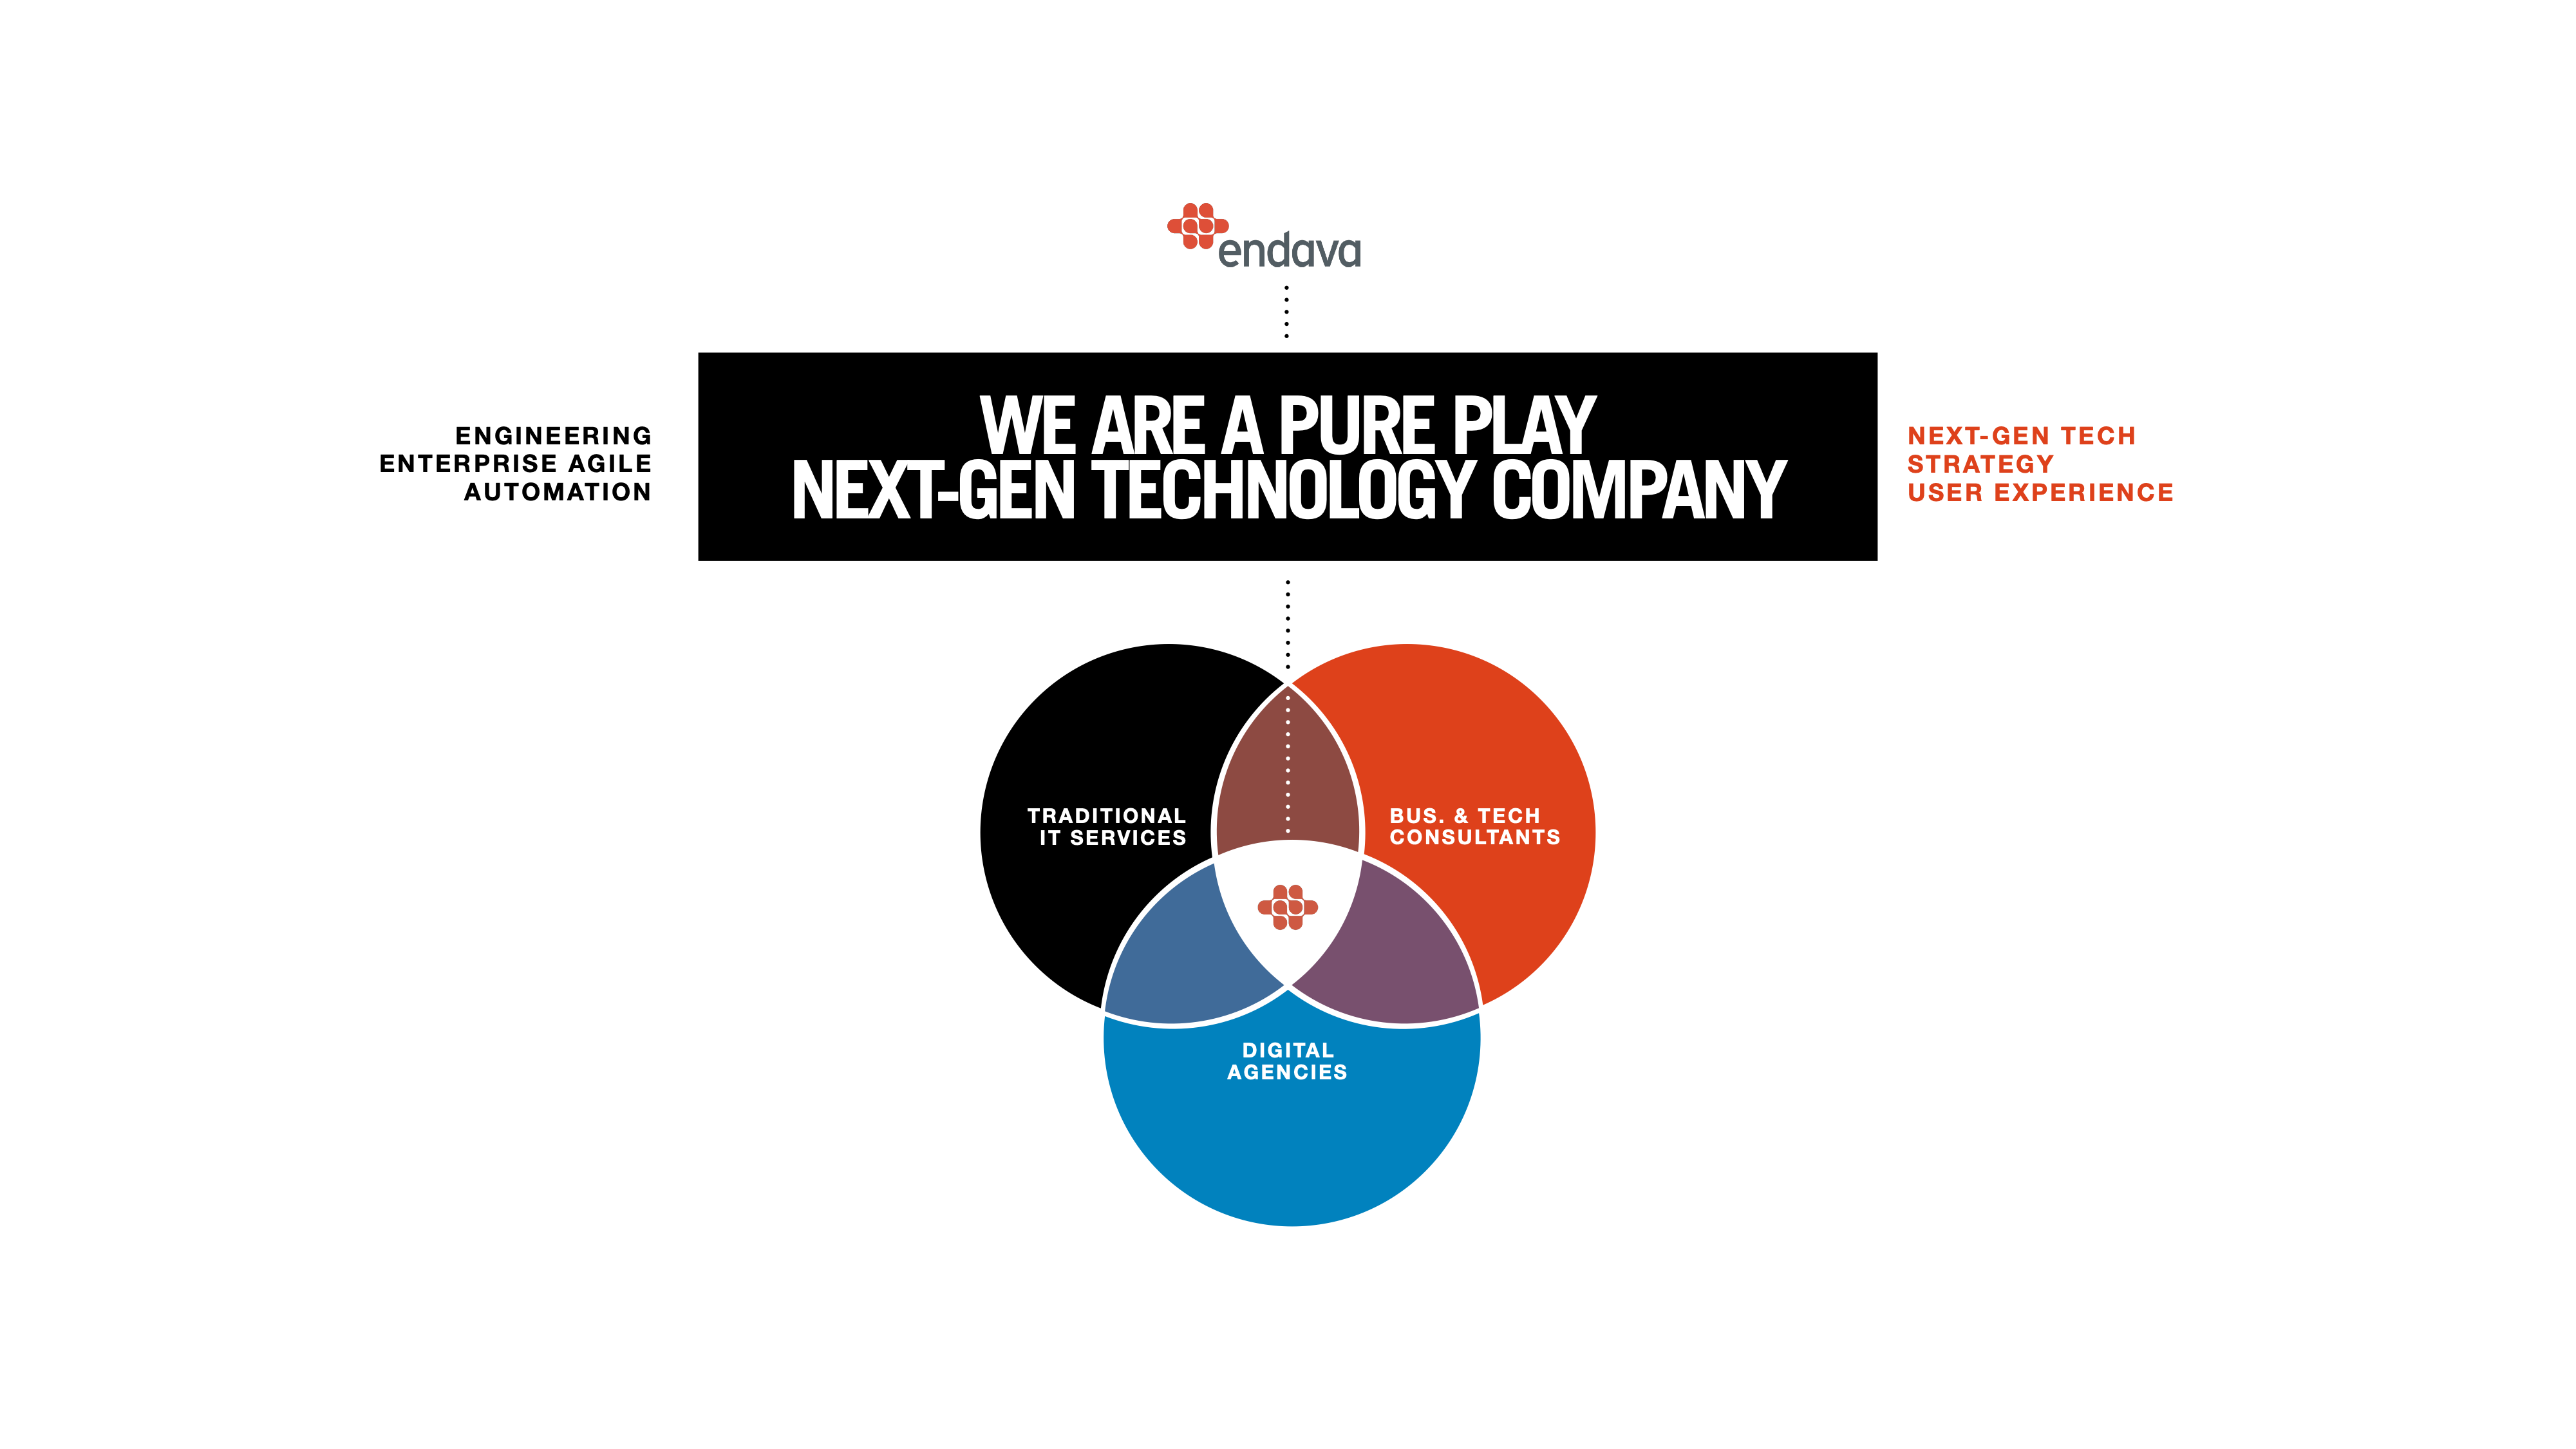 endava
ENGINEERING
ENTERPRISE AGILE
AUTOMATION
WE ARE A PURE PLAY
NEXT-GEN TECHNOLOGY COMPANY
NEXT-GEN TECH
STRATEGY
USER EXPERIENCE
TRADITIONAL
IT SERVICES
BUS. & TECH
CONSULTANTS
DIGITAL
AGENCIES